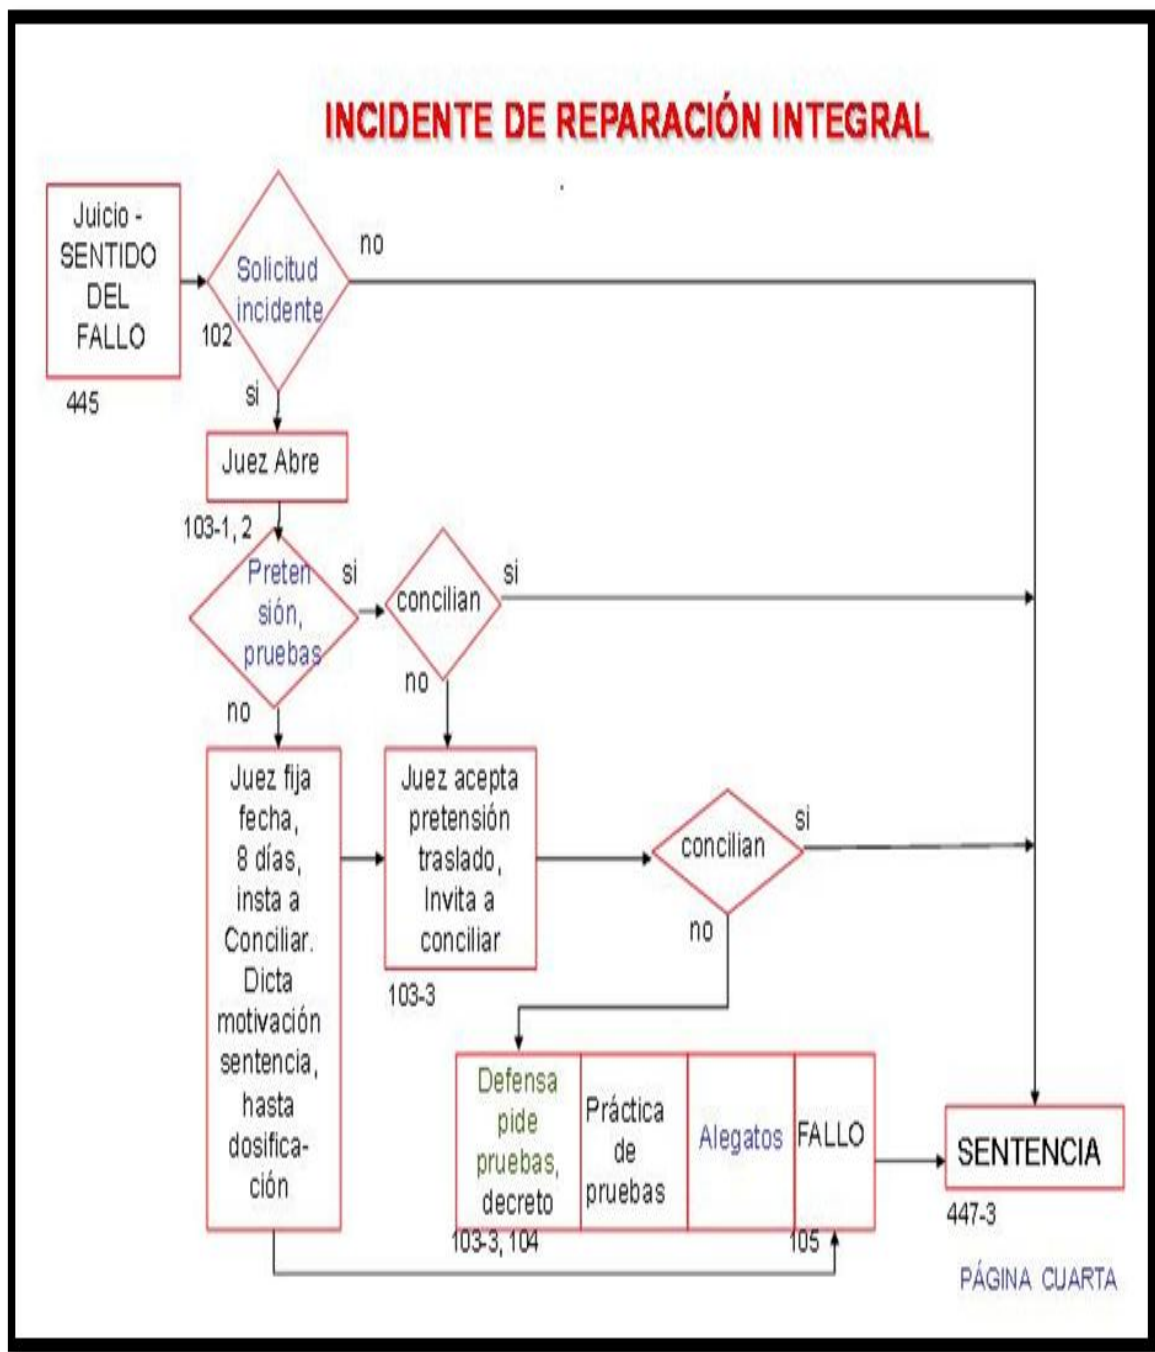 INCIDENTE DE REPARACIÓN INTEGRAL
Juicio -
SENTIDO
DEL
FALLO
445
Solicitud
incidente
102
no
si
Juez Abre
103-1, 2
Preten
sión,
pruebas
si
no
concilian
si
no
Juez fija
fecha,
8 días,
insta a
Conciliar.
Dicta
motivación
sentencia,
hasta
dosifica-
ción
Juez acepta
pretensión
traslado,
Invita a
conciliar
103-3
concilian
si
no
Defensa
pide
pruebas,
decreto
103-3, 104
Práctica
de
pruebas
Alegatos
FALLO
105
SENTENCIA
447-3
PÁGINA CUARTA